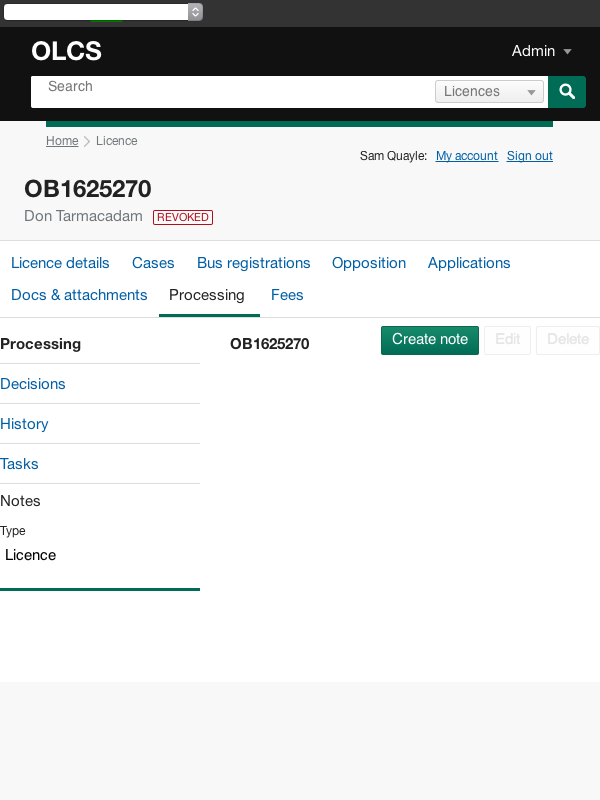 OLCS
Admin
Search
Licences
Home Licence
Sam Quayle: My account Sign out
OB1625270
Don Tarmacadam REVOKED
Licence details Cases Bus registrations Opposition Applications
Docs & attachments Processing Fees
Processing
OB1625270
Create note Edit Delete
Decisions
History
Tasks
Notes
Type
Licence